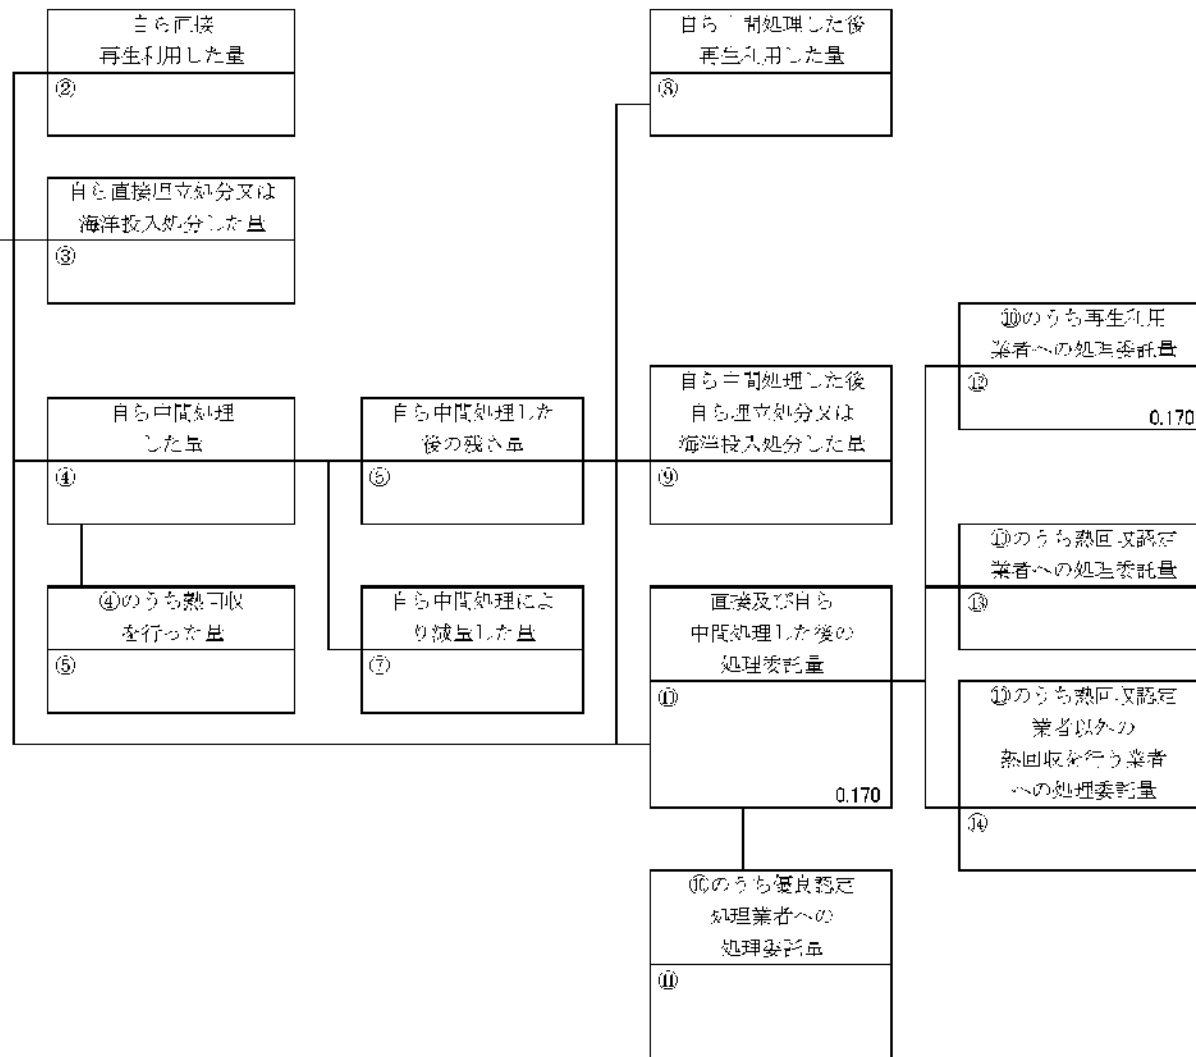 自ら直接
再生利用した量
②
自ら直接埋立処分又は
海洋投入処分した量
③
自ら中間処理
した量
④
④のうち熱回収
を行った量
⑤
自ら中間処理した
後の残さ量
⑥
自ら中間処理によ
り減量した量
⑦
自ら中間処理した後
再生利用した量
⑧
自ら中間処理した後
自ら埋立処分又は
海洋投入処分した量
⑨
直接及び自ら
中間処理した後の
処理委託量
⑩
0.170
⑩のうち優良認定
処理業者への
処理委託量
⑪
⑩のうち再生利用
業者への処理委託量
⑫
0.170
⑩のうち熱回収認定
業者への処理委託量
⑬
⑩のうち熱回収認定
業者以外の
熱回収を行う業者
への処理委託量
⑭